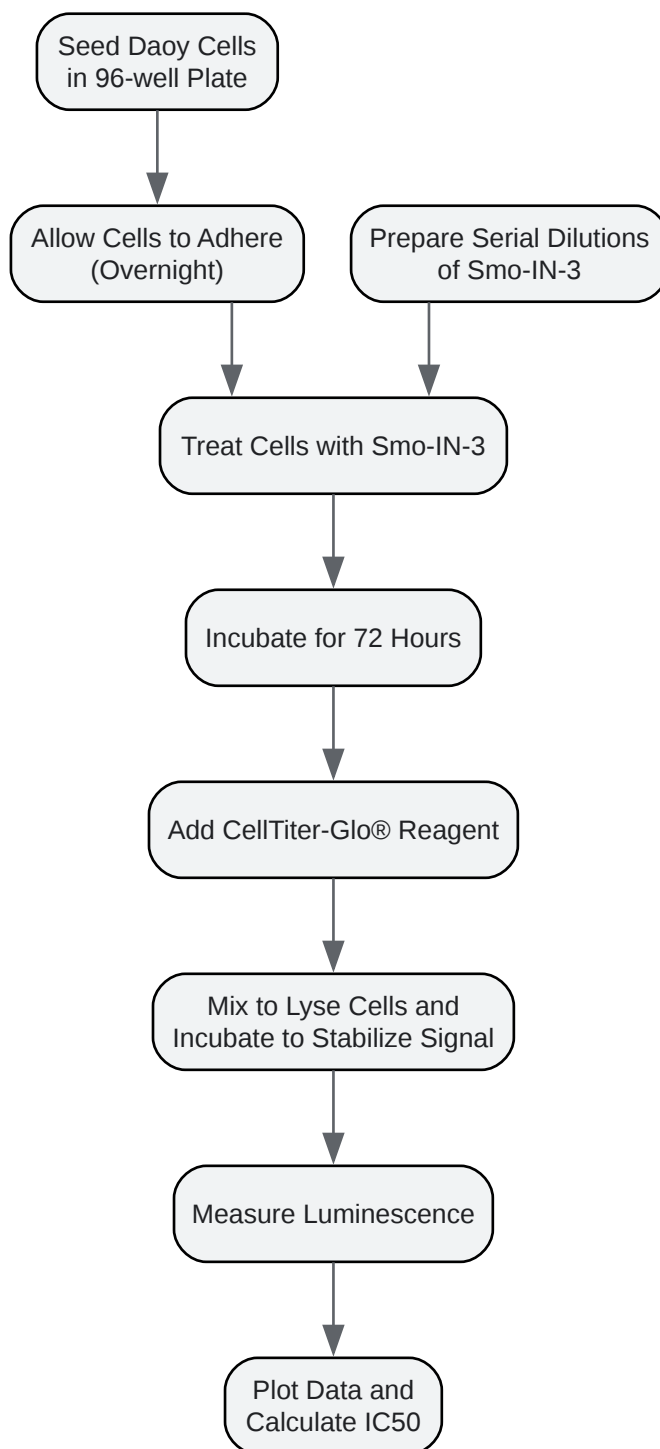 Seed Daoy Cells
in 96-well Plate
Allow Cells to Adhere
(Overnight)
Prepare Serial Dilutions
of Smo-IN-3
Treat Cells with Smo-IN-3
Incubate for 72 Hours
Add CellTiter-Glo® Reagent
Mix to Lyse Cells and
Incubate to Stabilize Signal
Measure Luminescence
Plot Data and
Calculate IC50